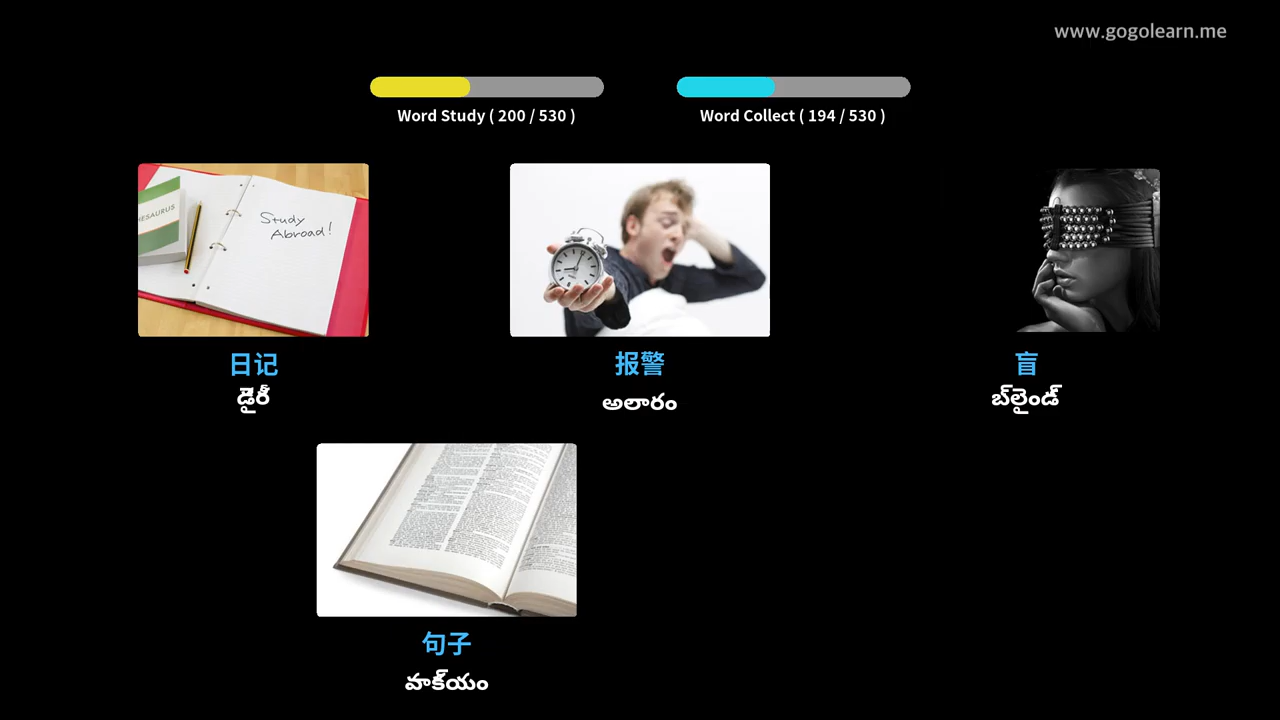 www.gogolearn.me
Word Study ( 200 / 530 )
Word Collect ( 194 / 530 )
THESAURUS
Study
Abroad!
日记
డైరీ
报警
అలారం
盲
బ్‌లైండ్
句子
వాక్‌యం